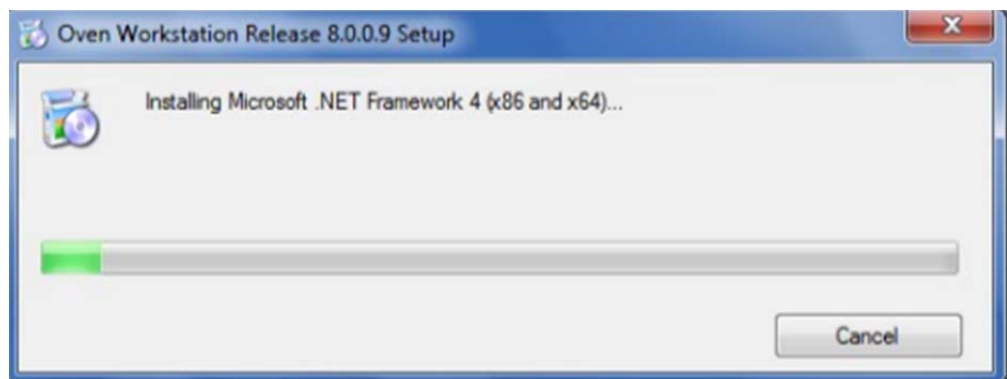 Oven Workstation Release 8.0.0.9 Setup
Installing Microsoft .NET Framework 4 (x86 and x64)...
Cancel